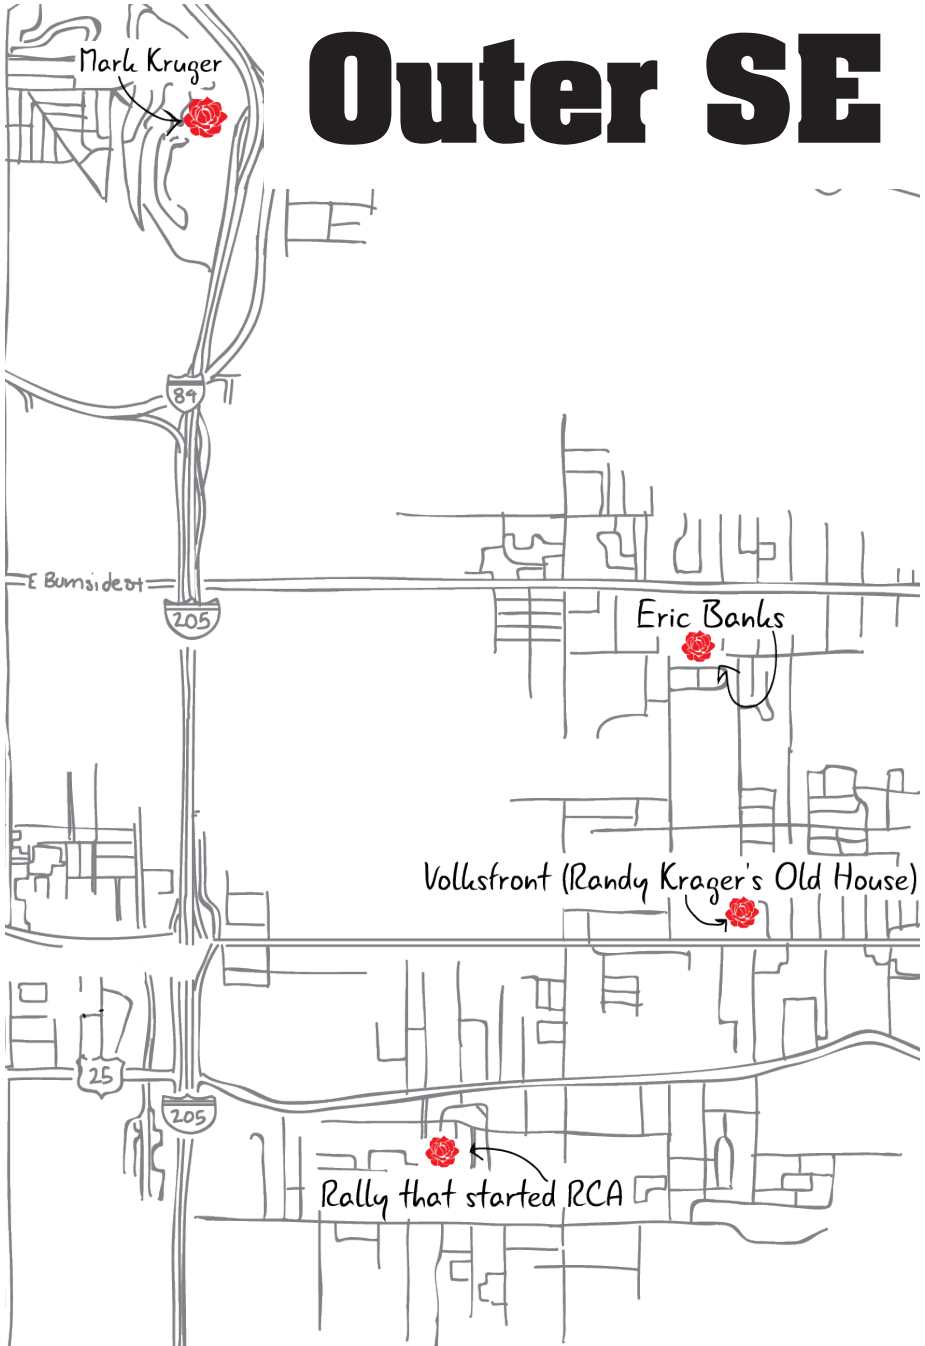 Outer SE
Mark Kruger
84
E Burnside St
205
Eric Banks
Volksfront (Randy Krager's Old House)
25
205
Rally that started RCA